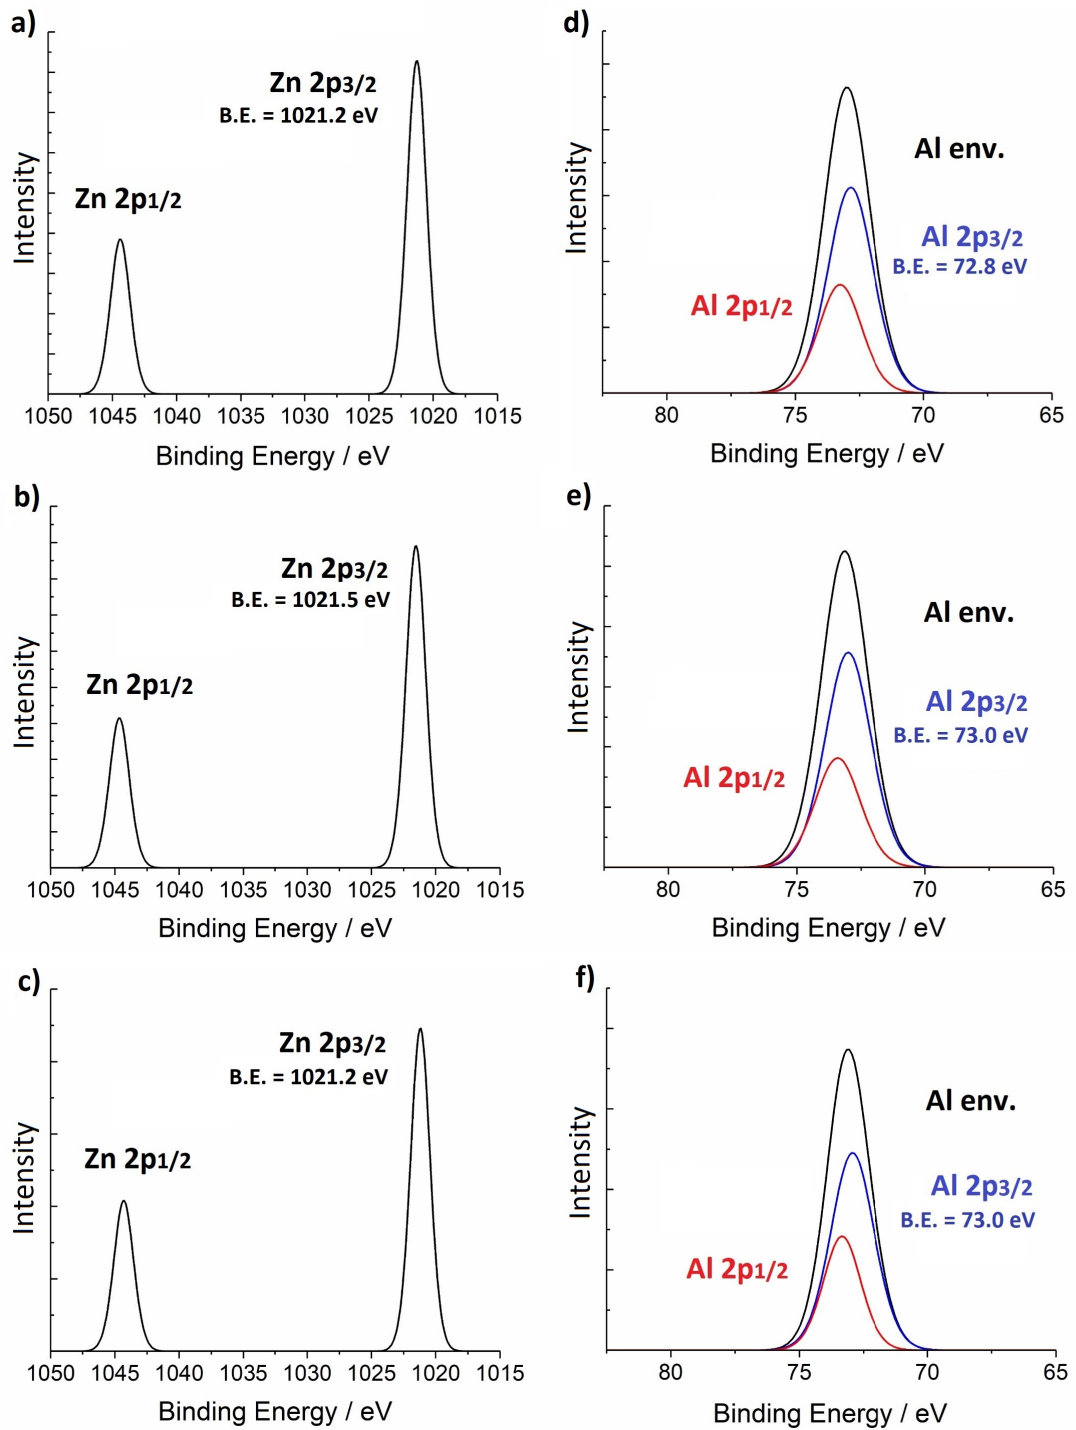 a)
Zn 2p3/2
B.E. = 1021.2 eV
Zn 2p1/2
Intensity
1050 1045 1040 1035 1030 1025 1020 1015
Binding Energy / eV
d)
Al env.
Al 2p3/2
B.E. = 72.8 eV
Al 2p1/2
Intensity
80 75 70 65
Binding Energy / eV
b)
Zn 2p3/2
B.E. = 1021.5 eV
Zn 2p1/2
Intensity
1050 1045 1040 1035 1030 1025 1020 1015
Binding Energy / eV
e)
Al env.
Al 2p3/2
B.E. = 73.0 eV
Al 2p1/2
Intensity
80 75 70 65
Binding Energy / eV
c)
Zn 2p3/2
B.E. = 1021.2 eV
Zn 2p1/2
Intensity
1050 1045 1040 1035 1030 1025 1020 1015
Binding Energy / eV
f)
Al env.
Al 2p3/2
B.E. = 73.0 eV
Al 2p1/2
Intensity
80 75 70 65
Binding Energy / eV